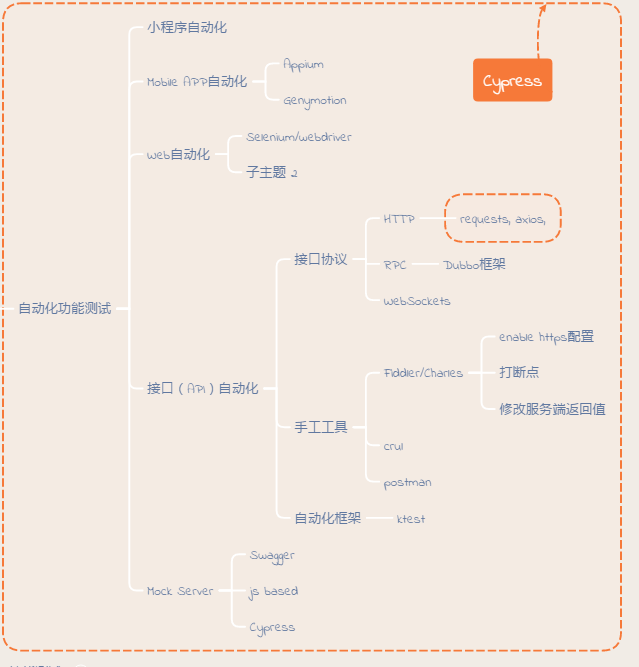 Cypress
自动化功能测试
小程序自动化
Mobile APP自动化
Appium
Genymotion
Web自动化
Selenium/webdriver
子主题 2
接口（API）自动化
接口协议
HTTP
requests, axios,
RPC
Dubbo框架
WebSockets
手工工具
Fiddler/Charles
enable https配置
打断点
修改服务端返回值
crul
postman
自动化框架
ktest
Mock Server
Swagger
js based
Cypress